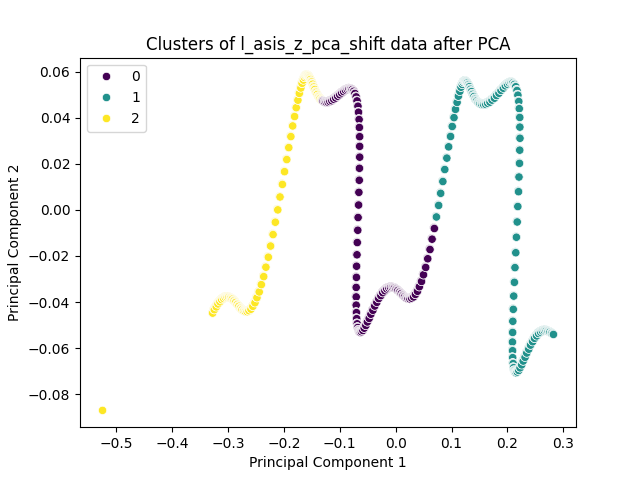 Clusters of l_asis_z_pca_shift data after PCA
0
1
2
0.06
0.04
0.02
0.00
−0.02
−0.04
−0.06
−0.08
Principal Component 2
−0.5 −0.4 −0.3 −0.2 −0.1 0.0 0.1 0.2 0.3
Principal Component 1